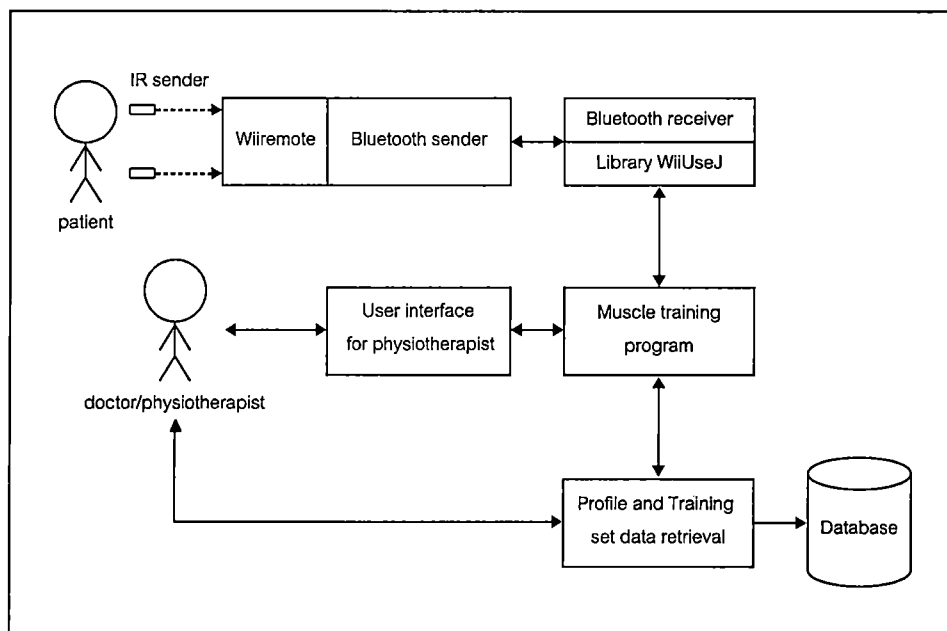 IR sender
Wiiremote
Bluetooth sender
Bluetooth receiver
Library WiiUseJ
patient
User interface
for physiotherapist
Muscle training
program
doctor/physiotherapist
Profile and Training
set data retrieval
Database